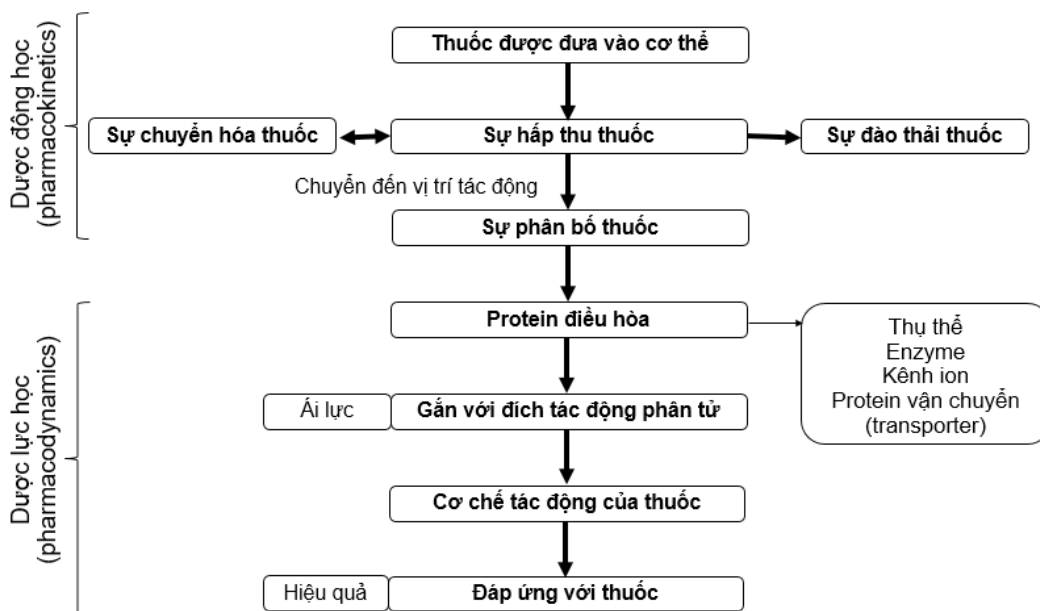 Dược động học
(pharmacokinetics)
Thuốc được đưa vào cơ thể
Sự chuyển hóa thuốc
Sự hấp thu thuốc
Sự đào thải thuốc
Chuyển đến vị trí tác động
Sự phân bố thuốc
Dược lực học
(pharmacodynamics)
Protein điều hòa
Thụ thể
Enzyme
Kênh ion
Protein vận chuyển
(transporter)
Ái lực
Gắn với đích tác động phân tử
Cơ chế tác động của thuốc
Hiệu quả
Đáp ứng với thuốc